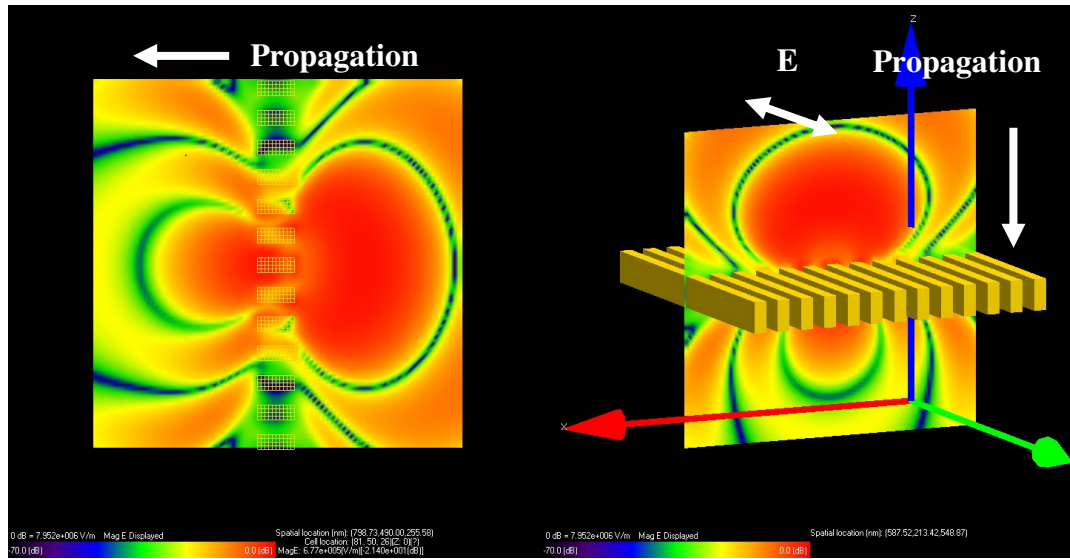 Propagation
E Propagation
Z
X
0 dB = 7.952e+006 V/m Mag E Displayed
Spatial location (nm): (798.73,490.00,255.58)
Cell location: (81, 50, 26)[Z: 0](?)
MagE: 6.77e+005(V/m)[-2.140e+001(dB)]
-70.0 (dB) 0.0 (dB)
0 dB = 7.952e+006 V/m Mag E Displayed
Spatial location (nm): (587.52,213.42,548.87)
-70.0 (dB) 0.0 (dB)